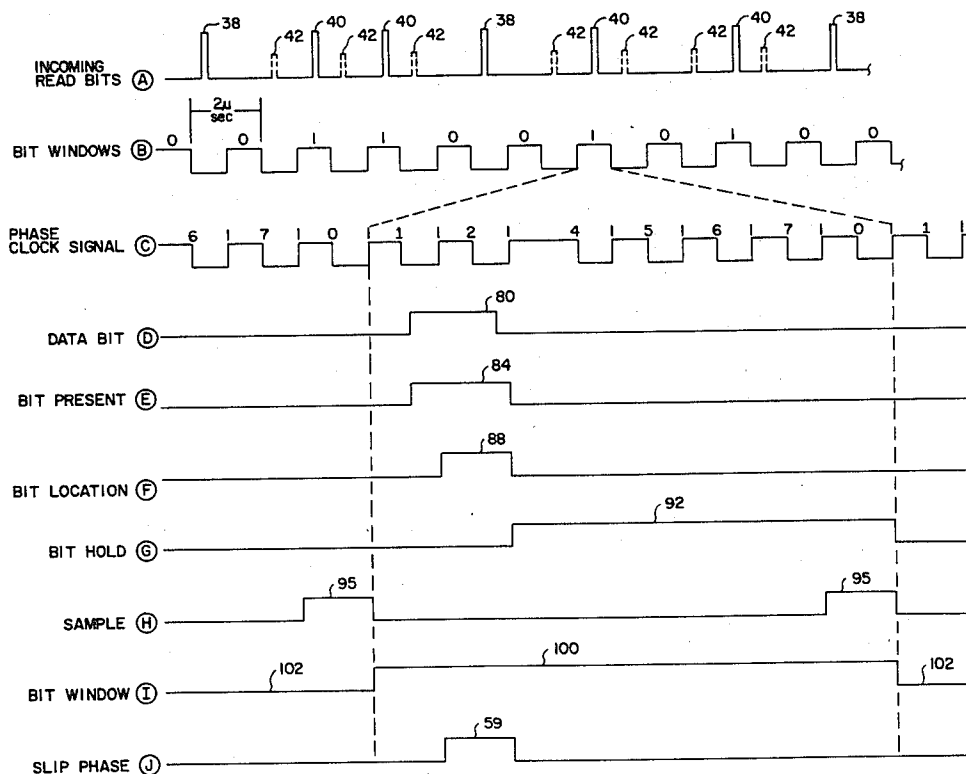 38 42 40 42 40 42 38 42 40 42 42 40 42 38
INCOMING
READ BITS A
2μ
sec
0 0 1 1 0 0 1 0 1 0 0
BIT WINDOWS B
PHASE
CLOCK SIGNAL C
6 7 0 1 2 4 5 6 7 0 1
80
DATA BIT D
84
BIT PRESENT E
88
BIT LOCATION F
92
BIT HOLD G
95 95
SAMPLE H
100
102 102
BIT WINDOW I
59
SLIP PHASE J